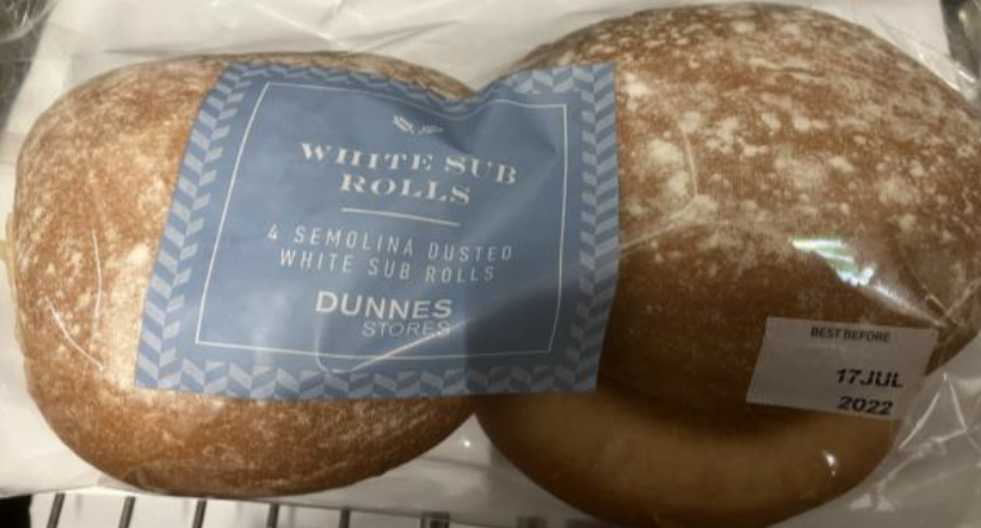 WHITE SUB
ROLLS
4 SEMOLINA DUSTED
WHITE SUB ROLLS
DUNNES
STORES
BEST BEFORE
17JUL
2022